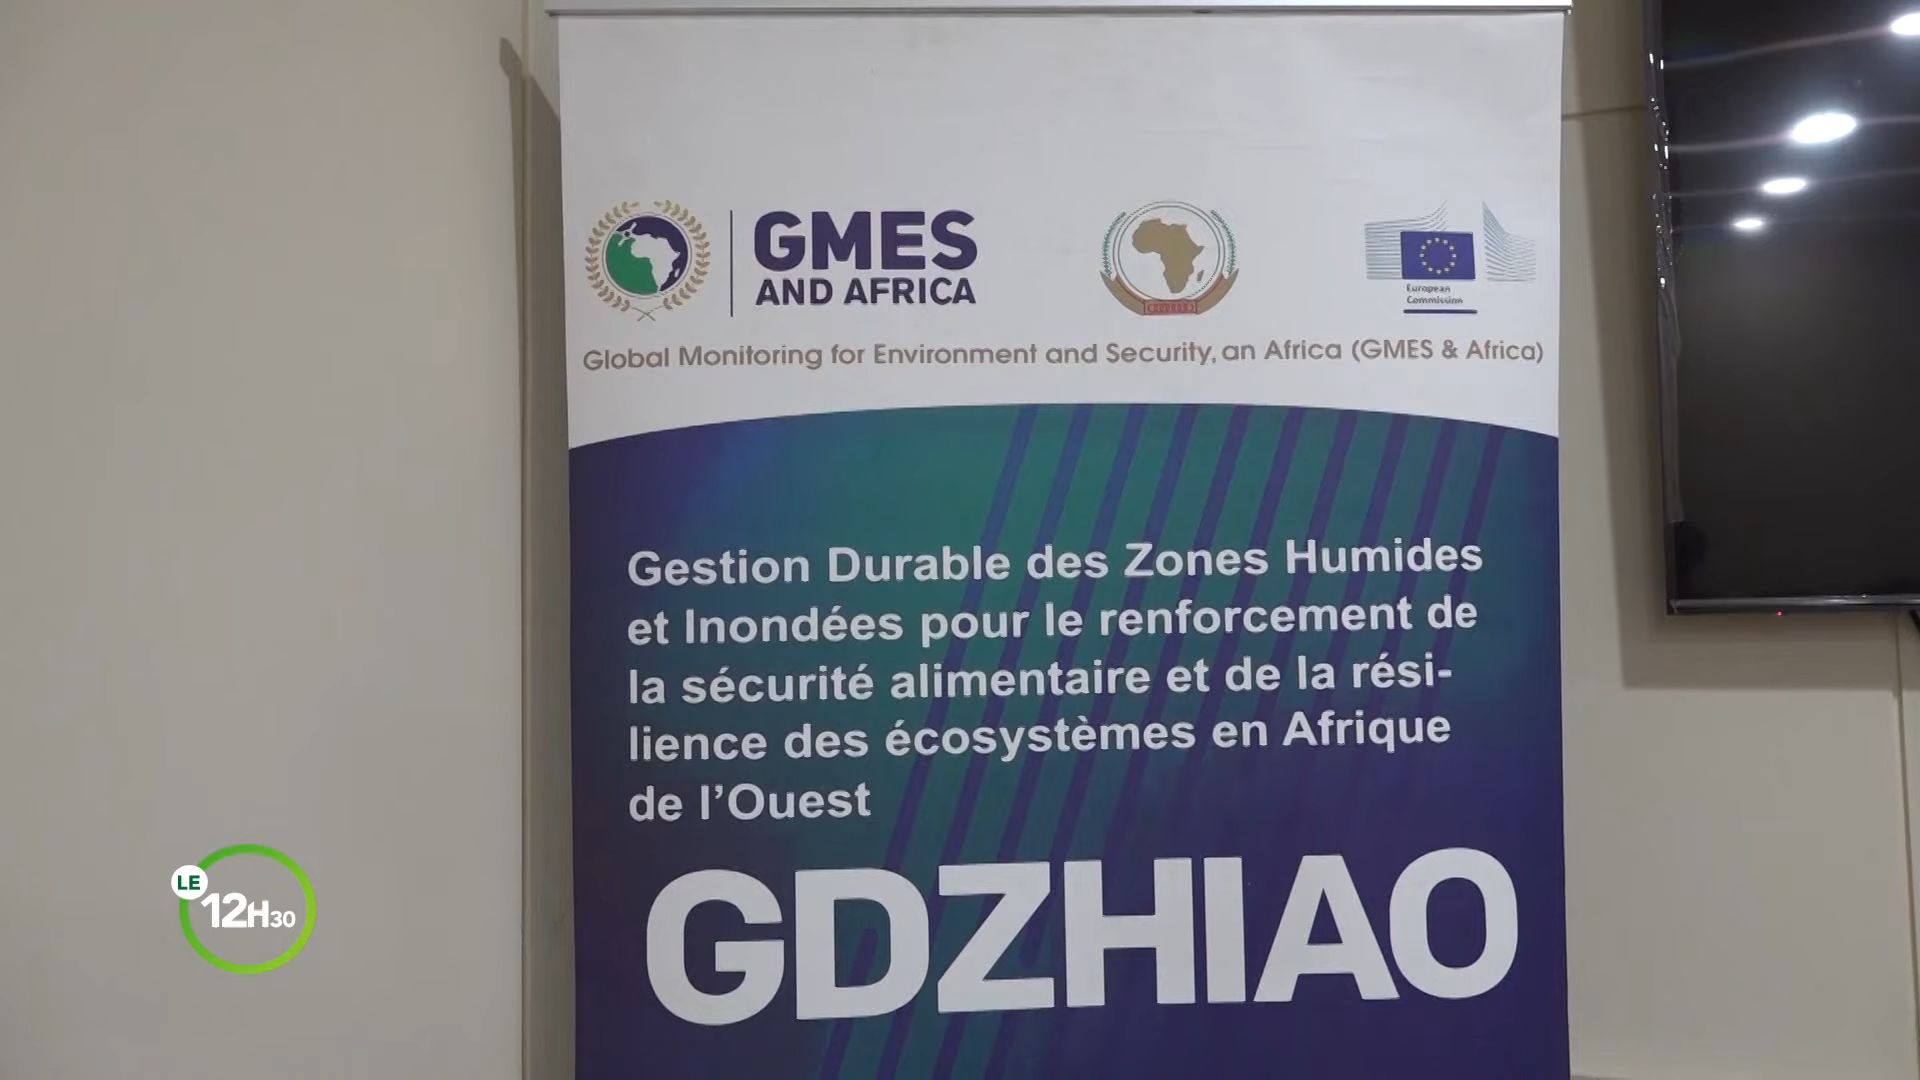 GMES
AND AFRICA
European
Commission
Global Monitoring for Environment and Security, an Africa (GMES & Africa)
Gestion Durable des Zones Humides
et Inondées pour le renforcement de
la sécurité alimentaire et de la rési-
lience des écosystèmes en Afrique
de l'Ouest
GDZHIAO
LE
12H30